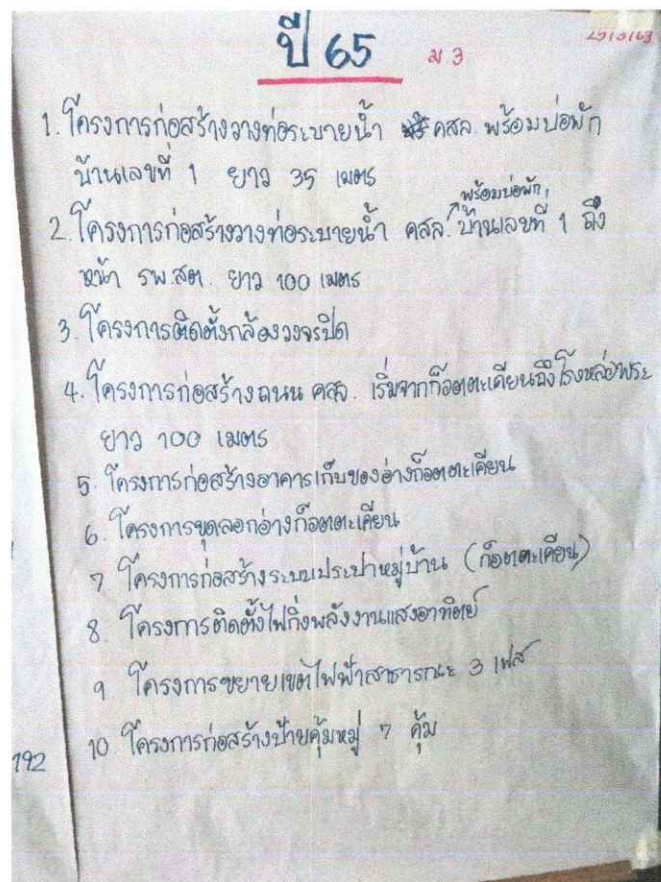 ปี 65 ม.3
1. โครงการก่อสร้างวางท่อระบายน้ำ คสล. พร้อมบ่อพัก
บ้านเลขที่ 1 ยาว 35 เมตร
พร้อมบ่อพัก
2. โครงการก่อสร้างวางท่อระบายน้ำ คสล. บ้านเลขที่ 1 ถึง
หน้า รพ.สต. ยาว 100 เมตร
3. โครงการติดตั้งกล้องวงจรปิด
4. โครงการก่อสร้างถนน คสจ. เริ่มจากก็อตตะเคียนถึงโรงหล่อพระ
ยาว 100 เมตร
5. โครงการก่อสร้างอาคารเก็บของอ่างก็อตตะเคียน
6. โครงการขุดลอกอ่างก็อตตะเคียน
7 โครงการก่อสร้างระบบประปาหมู่บ้าน (ก็อตตะเคียน)
8. โครงการติดตั้งไฟกิ่งพลังงานแสงอาทิตย์
9. โครงการขยายเขตไฟฟ้าสาธารณะ 3 เฟส
10 โครงการก่อสร้างป้ายคุ้มหมู่ 7 คุ้ม
192